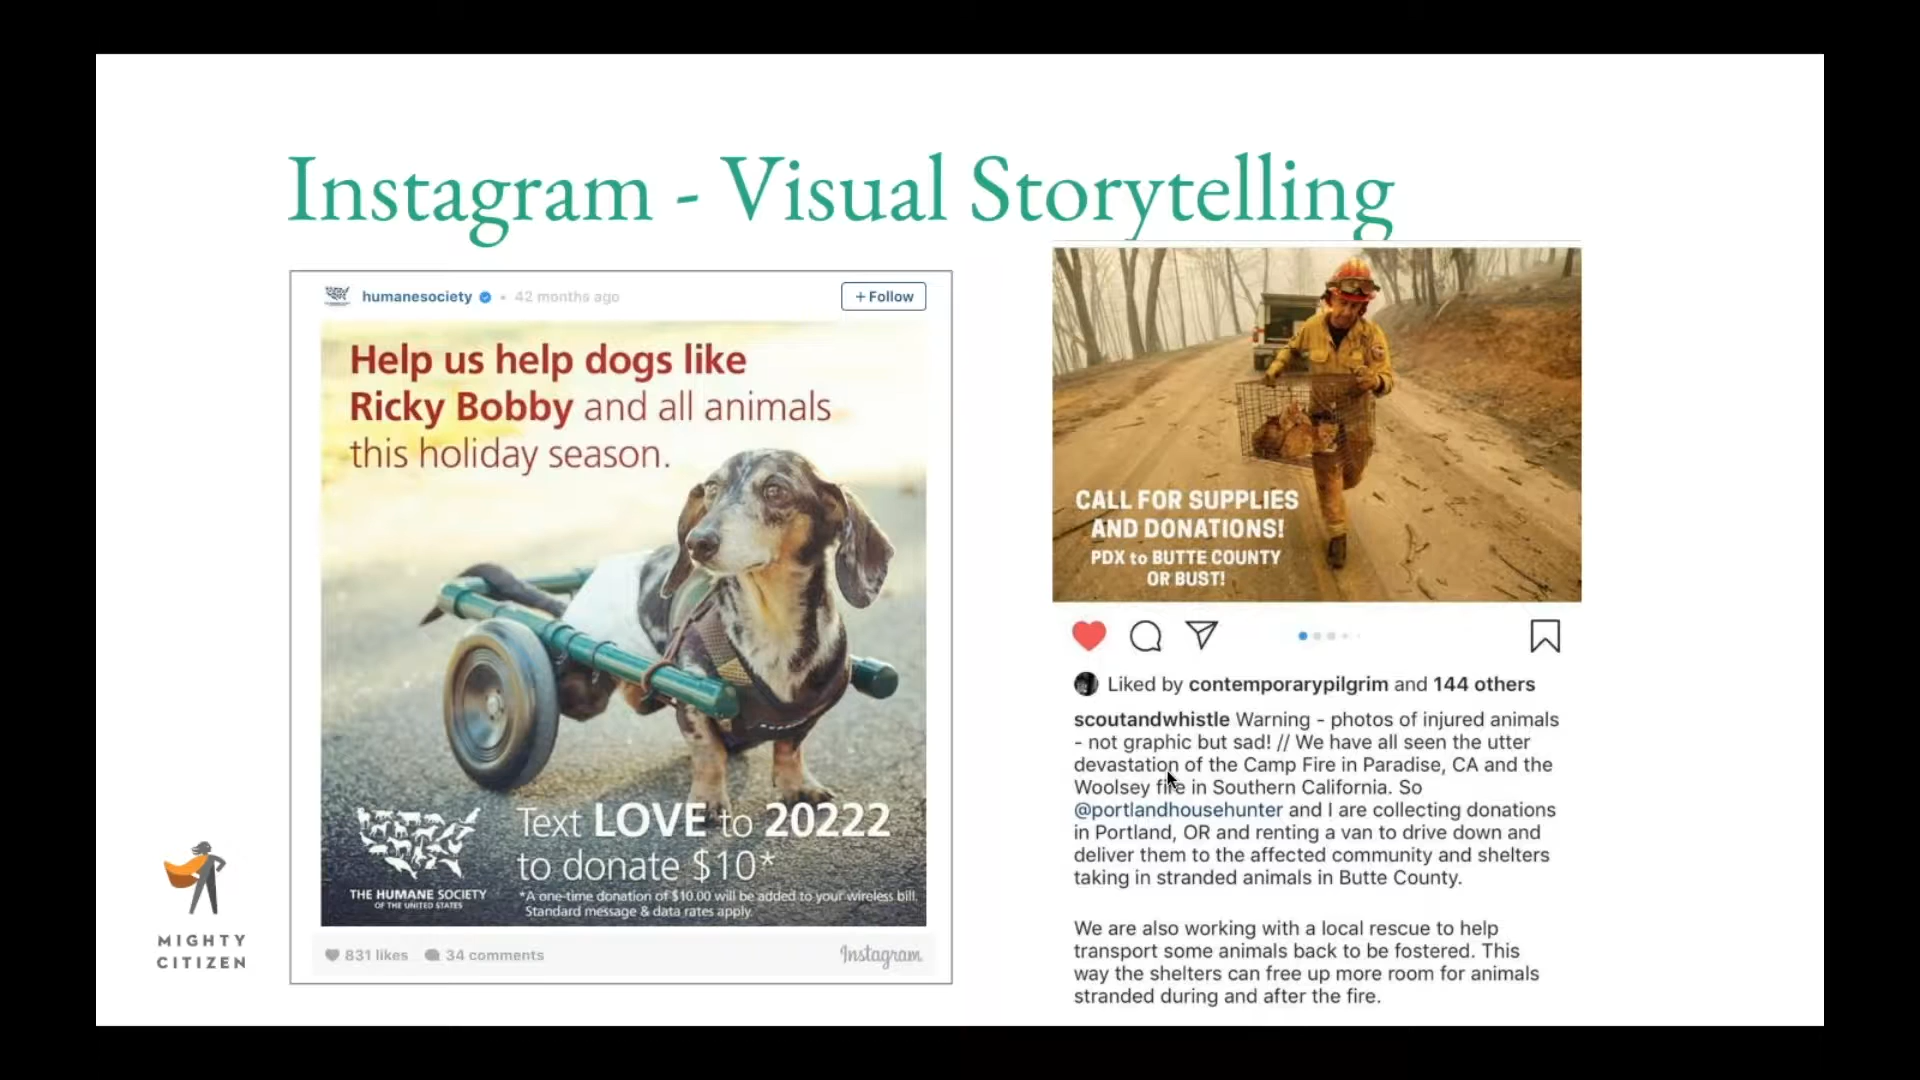 Instagram - Visual Storytelling
humanesociety • 42 months ago
+ Follow
Help us help dogs like
Ricky Bobby and all animals
this holiday season.
Text LOVE to 20222
to donate $10*
*A one-time donation of $10.00 will be added to your wireless bill.
Standard message & data rates apply.
THE HUMANE SOCIETY
OF THE UNITED STATES
831 likes 34 comments
Instagram
CALL FOR SUPPLIES
AND DONATIONS!
PDX to BUTTE COUNTY
OR BUST!
Liked by contemporarypilgrim and 144 others
scoutandwhistle Warning - photos of injured animals
- not graphic but sad! // We have all seen the utter
devastation of the Camp Fire in Paradise, CA and the
Woolsey fire in Southern California. So
@portlandhousehunter and I are collecting donations
in Portland, OR and renting a van to drive down and
deliver them to the affected community and shelters
taking in stranded animals in Butte County.
We are also working with a local rescue to help
transport some animals back to be fostered. This
way the shelters can free up more room for animals
stranded during and after the fire.
MIGHTY
CITIZEN